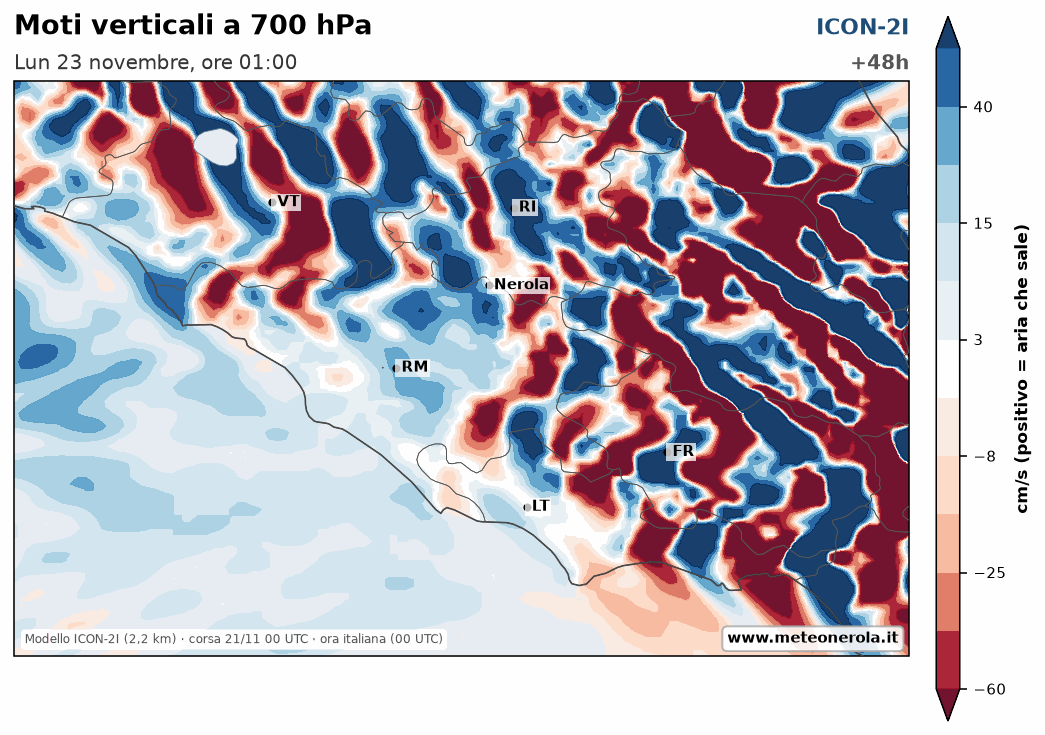 Moti verticali a 700 hPa
ICON-2I
Lun 23 novembre, ore 01:00
+48h
VT
RI
Nerola
RM
FR
LT
40
15
3
−8
−25
−60
cm/s (positivo = aria che sale)
Modello ICON-2I (2,2 km) · corsa 21/11 00 UTC · ora italiana (00 UTC)
www.meteonerola.it